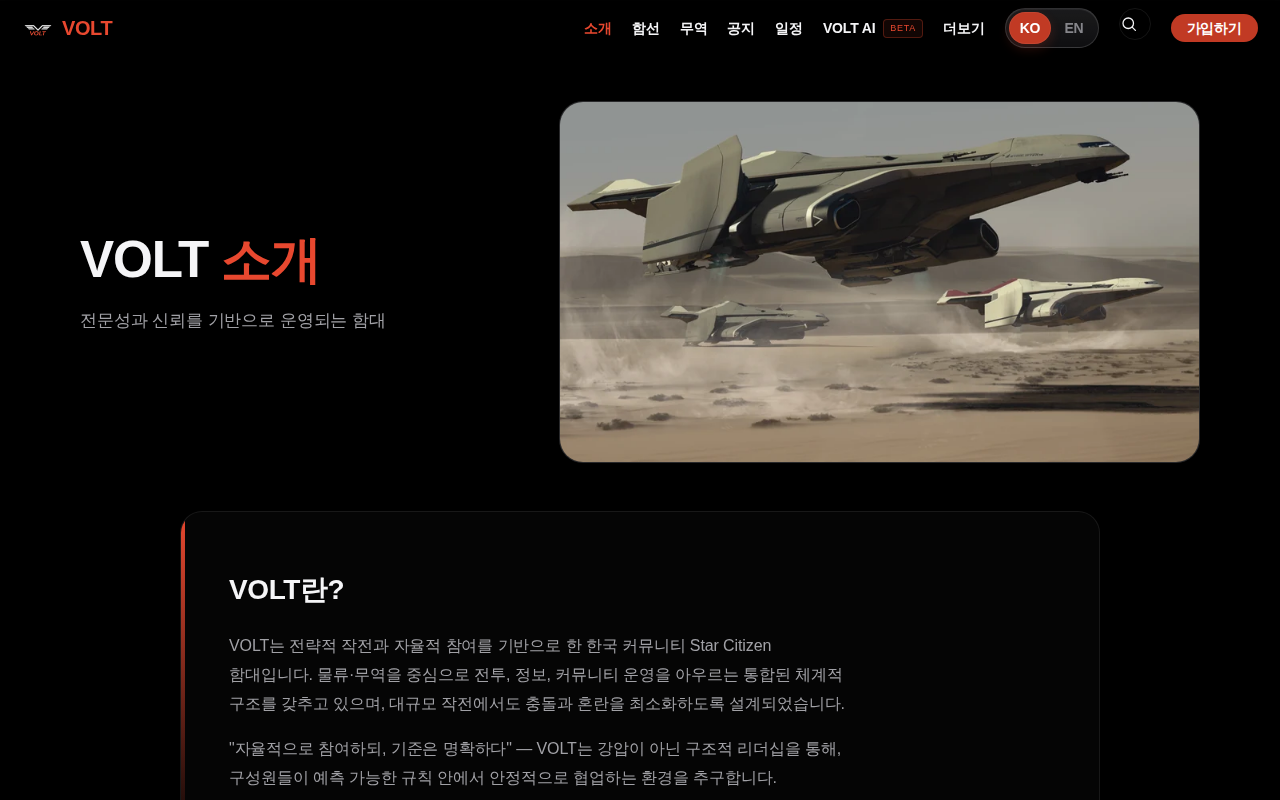 VOLT
VOLT
소개
함선
무역
공지
일정
VOLT AI BETA
더보기
KO
EN
가입하기
VOLT 소개
전문성과 신뢰를 기반으로 운영되는 함대
VOLT란?
VOLT는 전략적 작전과 자율적 참여를 기반으로 한 한국 커뮤니티 Star Citizen
함대입니다. 물류·무역을 중심으로 전투, 정보, 커뮤니티 운영을 아우르는 통합된 체계적
구조를 갖추고 있으며, 대규모 작전에서도 충돌과 혼란을 최소화하도록 설계되었습니다.
"자율적으로 참여하되, 기준은 명확하다" — VOLT는 강압이 아닌 구조적 리더십을 통해,
구성원들이 예측 가능한 규칙 안에서 안정적으로 협업하는 환경을 추구합니다.